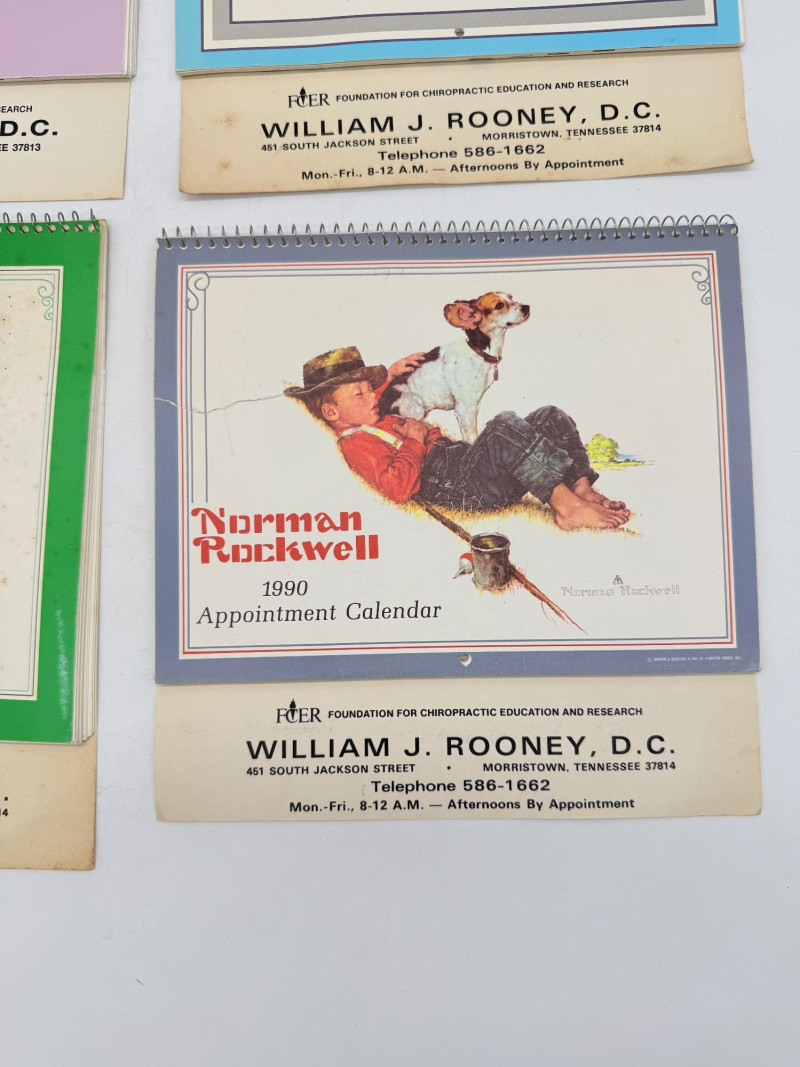 EARCH
D.C.
EE 37813
FCER FOUNDATION FOR CHIROPRACTIC EDUCATION AND RESEARCH
WILLIAM J. ROONEY, D.C.
451 SOUTH JACKSON STREET • MORRISTOWN, TENNESSEE 37814
Telephone 586-1662
Mon.-Fri., 8-12 A.M. — Afternoons By Appointment
Norman
Rockwell
1990
Appointment Calendar
Norman Rockwell
FCER FOUNDATION FOR CHIROPRACTIC EDUCATION AND RESEARCH
WILLIAM J. ROONEY, D.C.
451 SOUTH JACKSON STREET • MORRISTOWN, TENNESSEE 37814
Telephone 586-1662
Mon.-Fri., 8-12 A.M. — Afternoons By Appointment
.
14